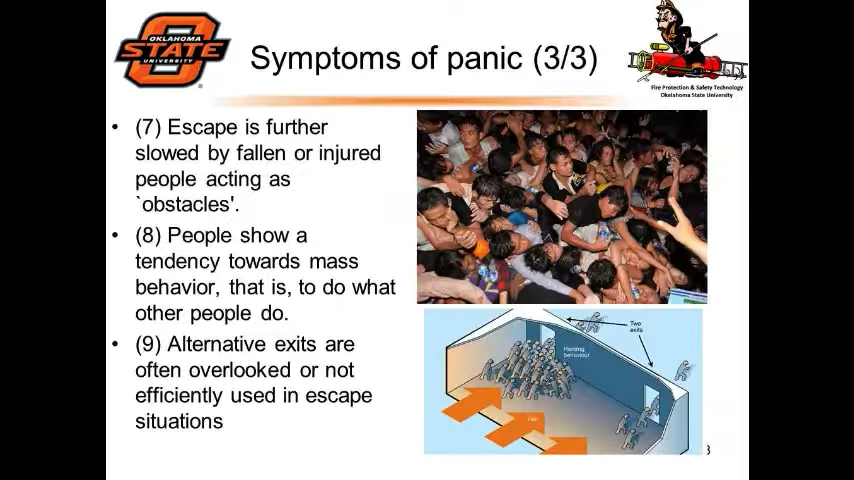 OKLAHOMA
STATE
UNIVERSITY
Symptoms of panic (3/3)
Fire Protection & Safety Technology
Okelahoma State University
• (7) Escape is further
slowed by fallen or injured
people acting as
`obstacles'.
• (8) People show a
tendency towards mass
behavior, that is, to do what
other people do.
• (9) Alternative exits are
often overlooked or not
efficiently used in escape
situations
Two
exits
Herding
behaviour
3